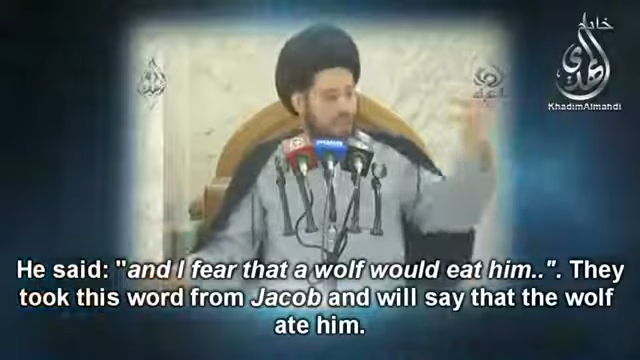 خادم
المهدي
KhadimAlmahdi
He said: "and I fear that a wolf would eat him..". They
took this word from Jacob and will say that the wolf
ate him.